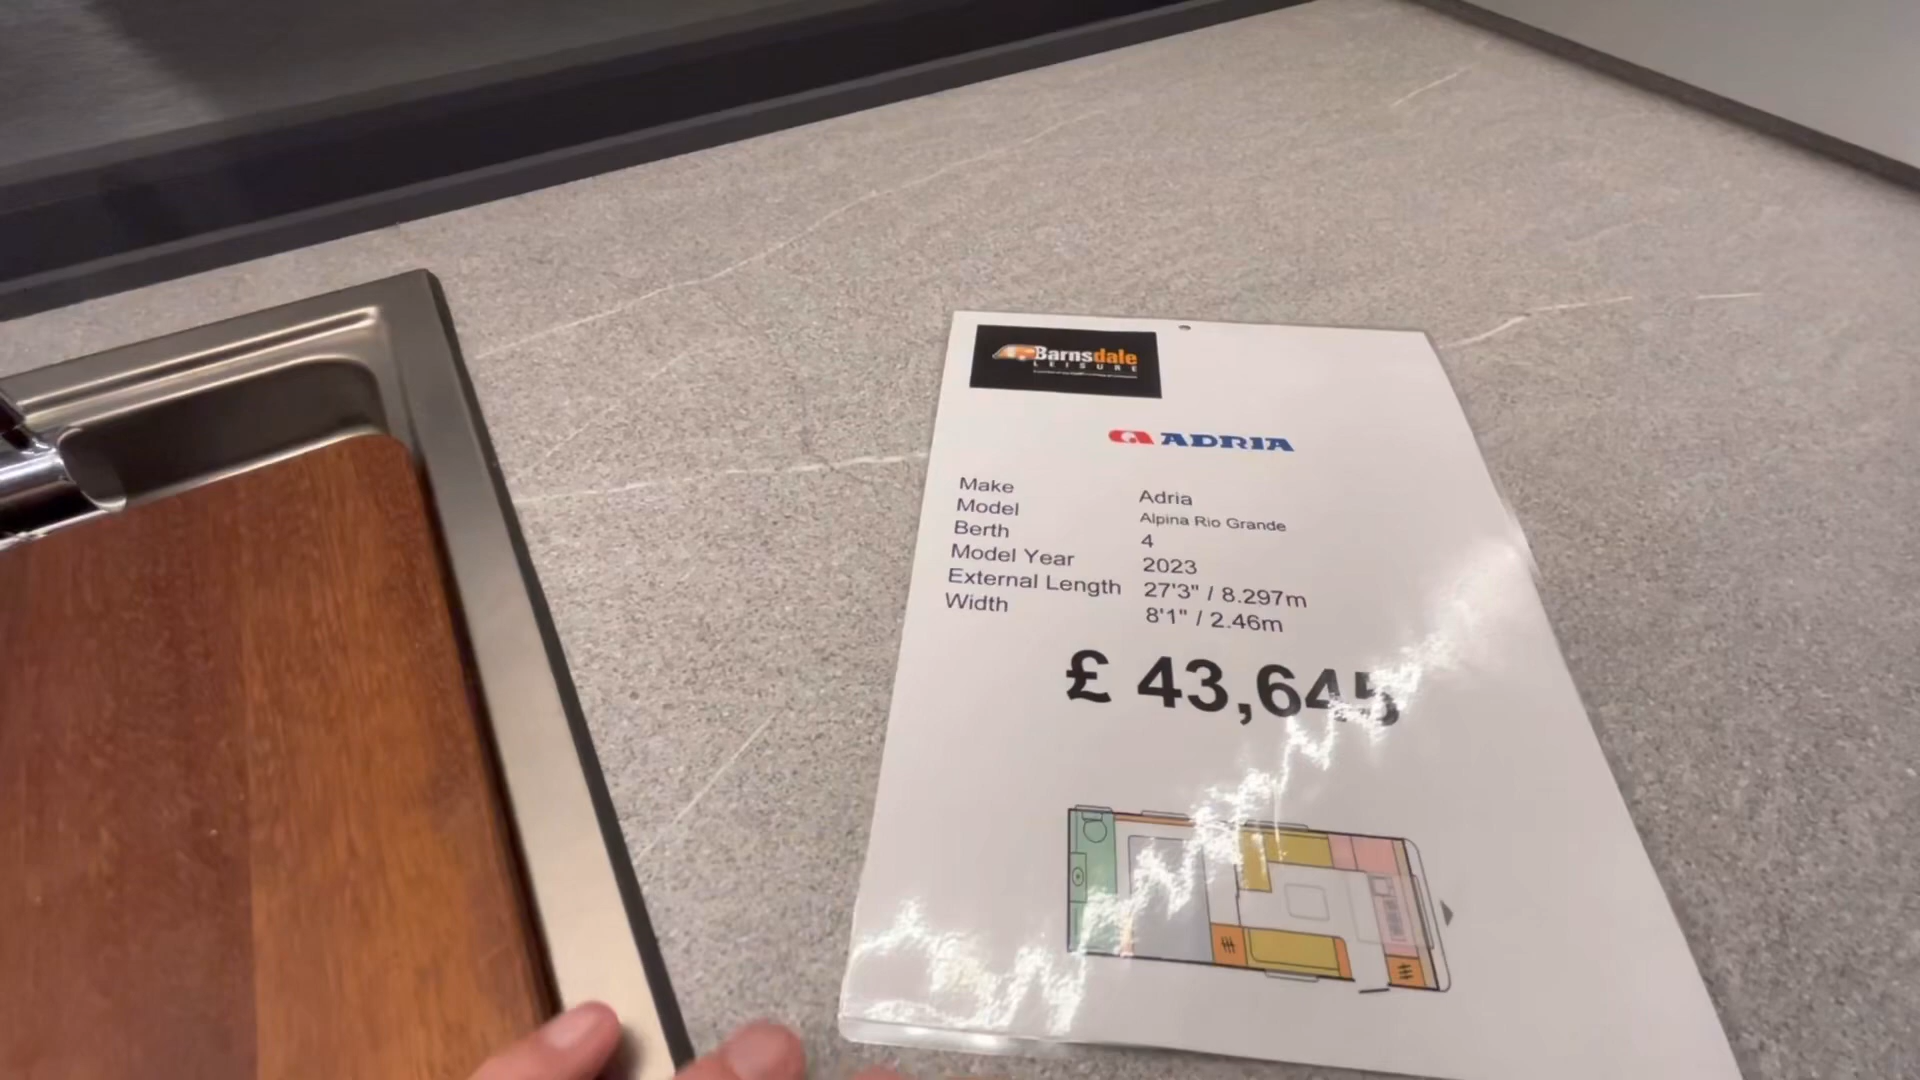 Barnsdale
LEISURE
ADRIA
Make Adria
Model Alpina Rio Grande
Berth 4
Model Year 2023
External Length 27'3" / 8.297m
Width 8'1" / 2.46m
£ 43,645